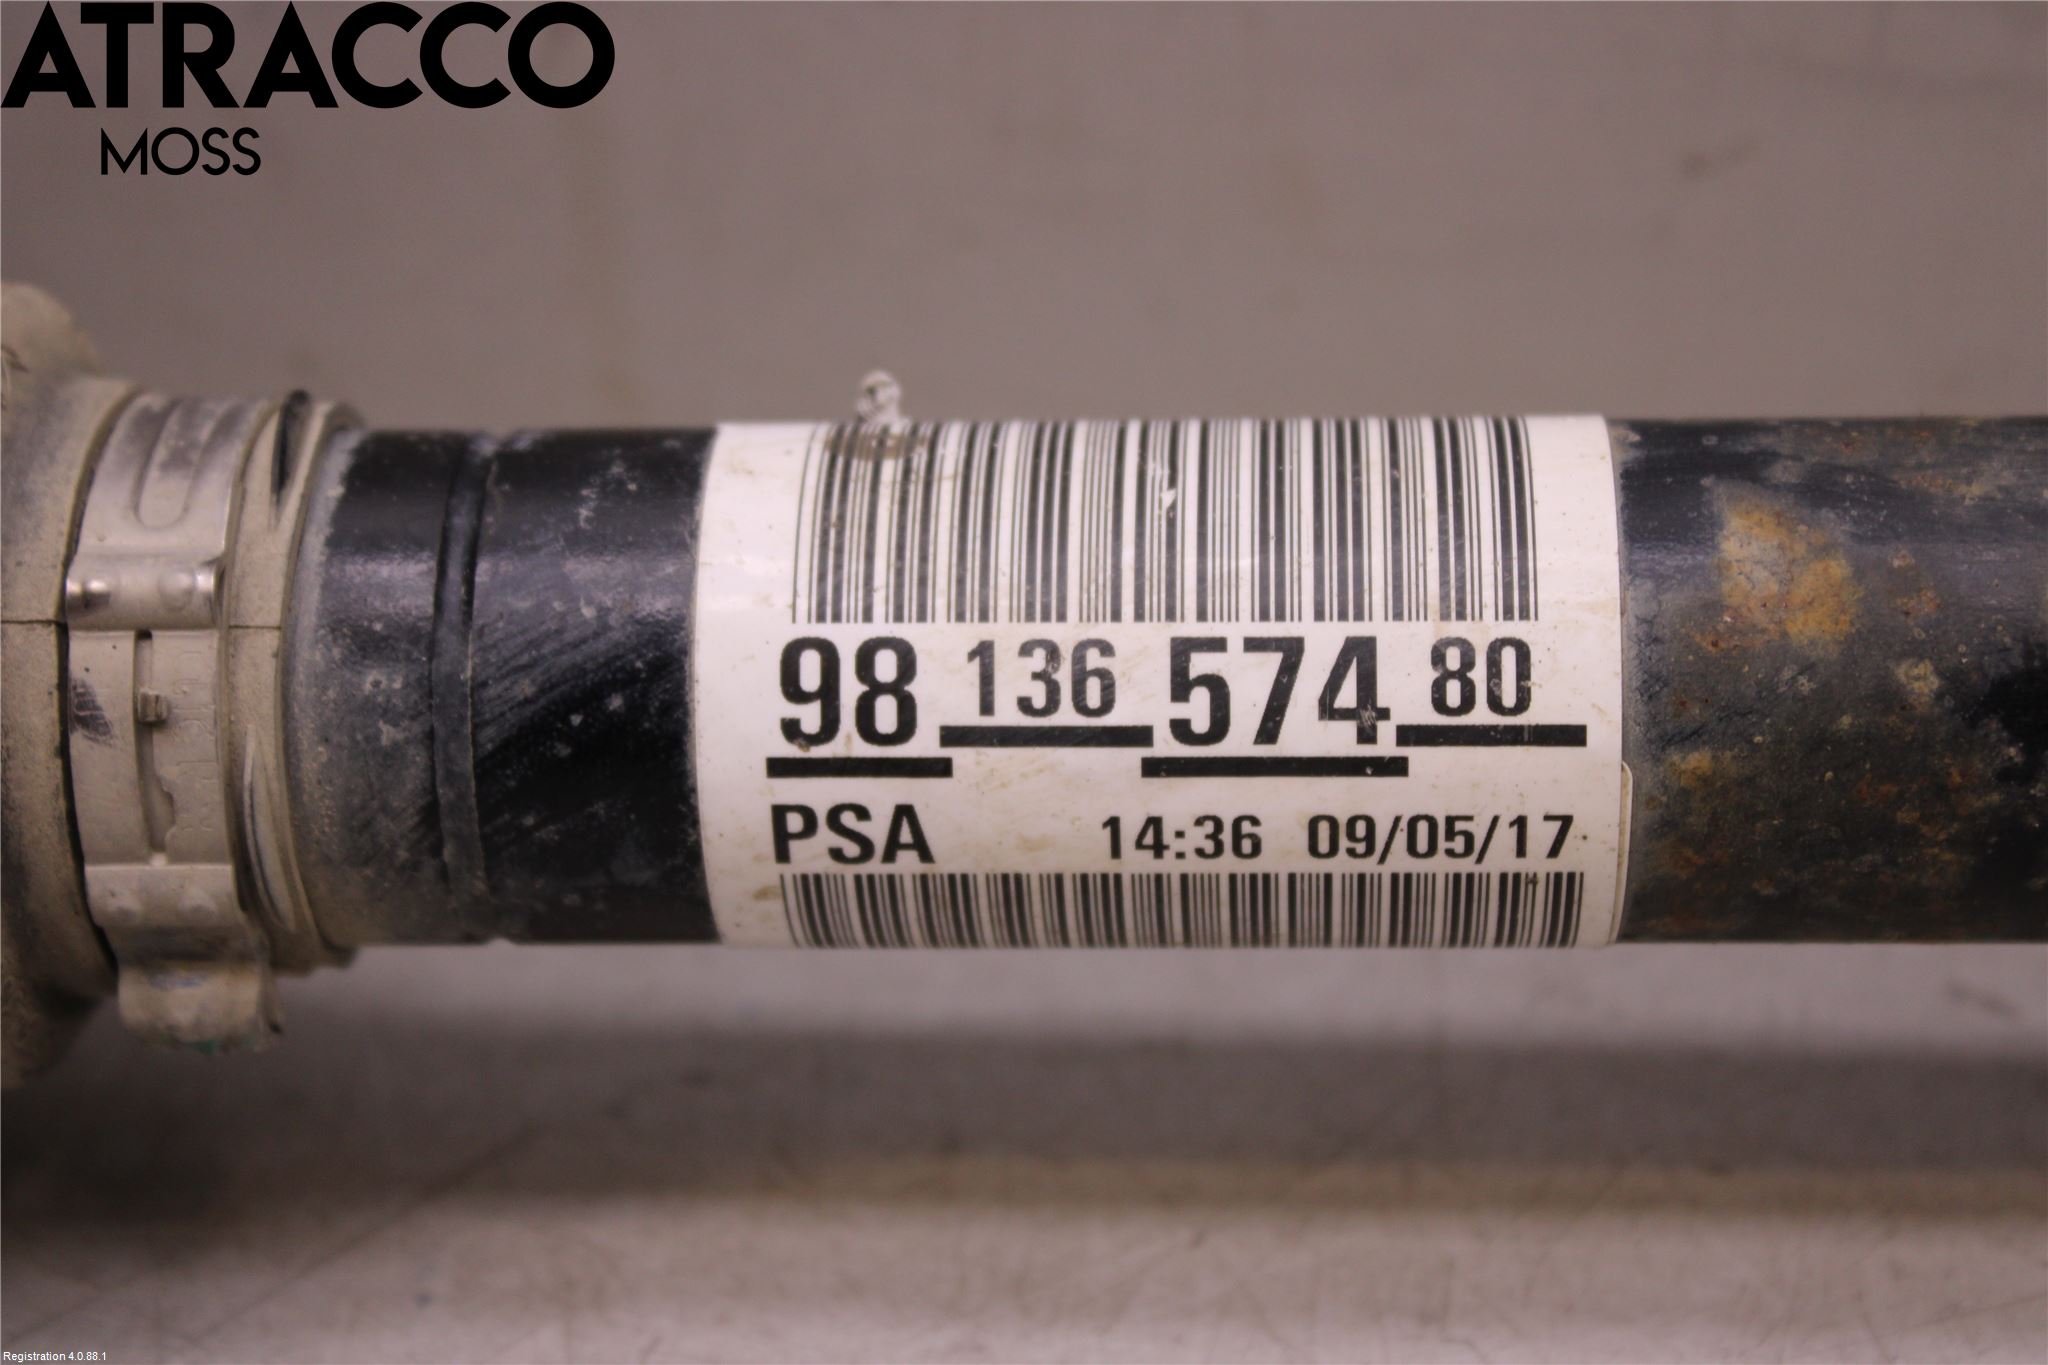 ATRACCO
MOSS
98 136 574 80
PSA 14:36 09/05/17
Registration 4.0.88.1